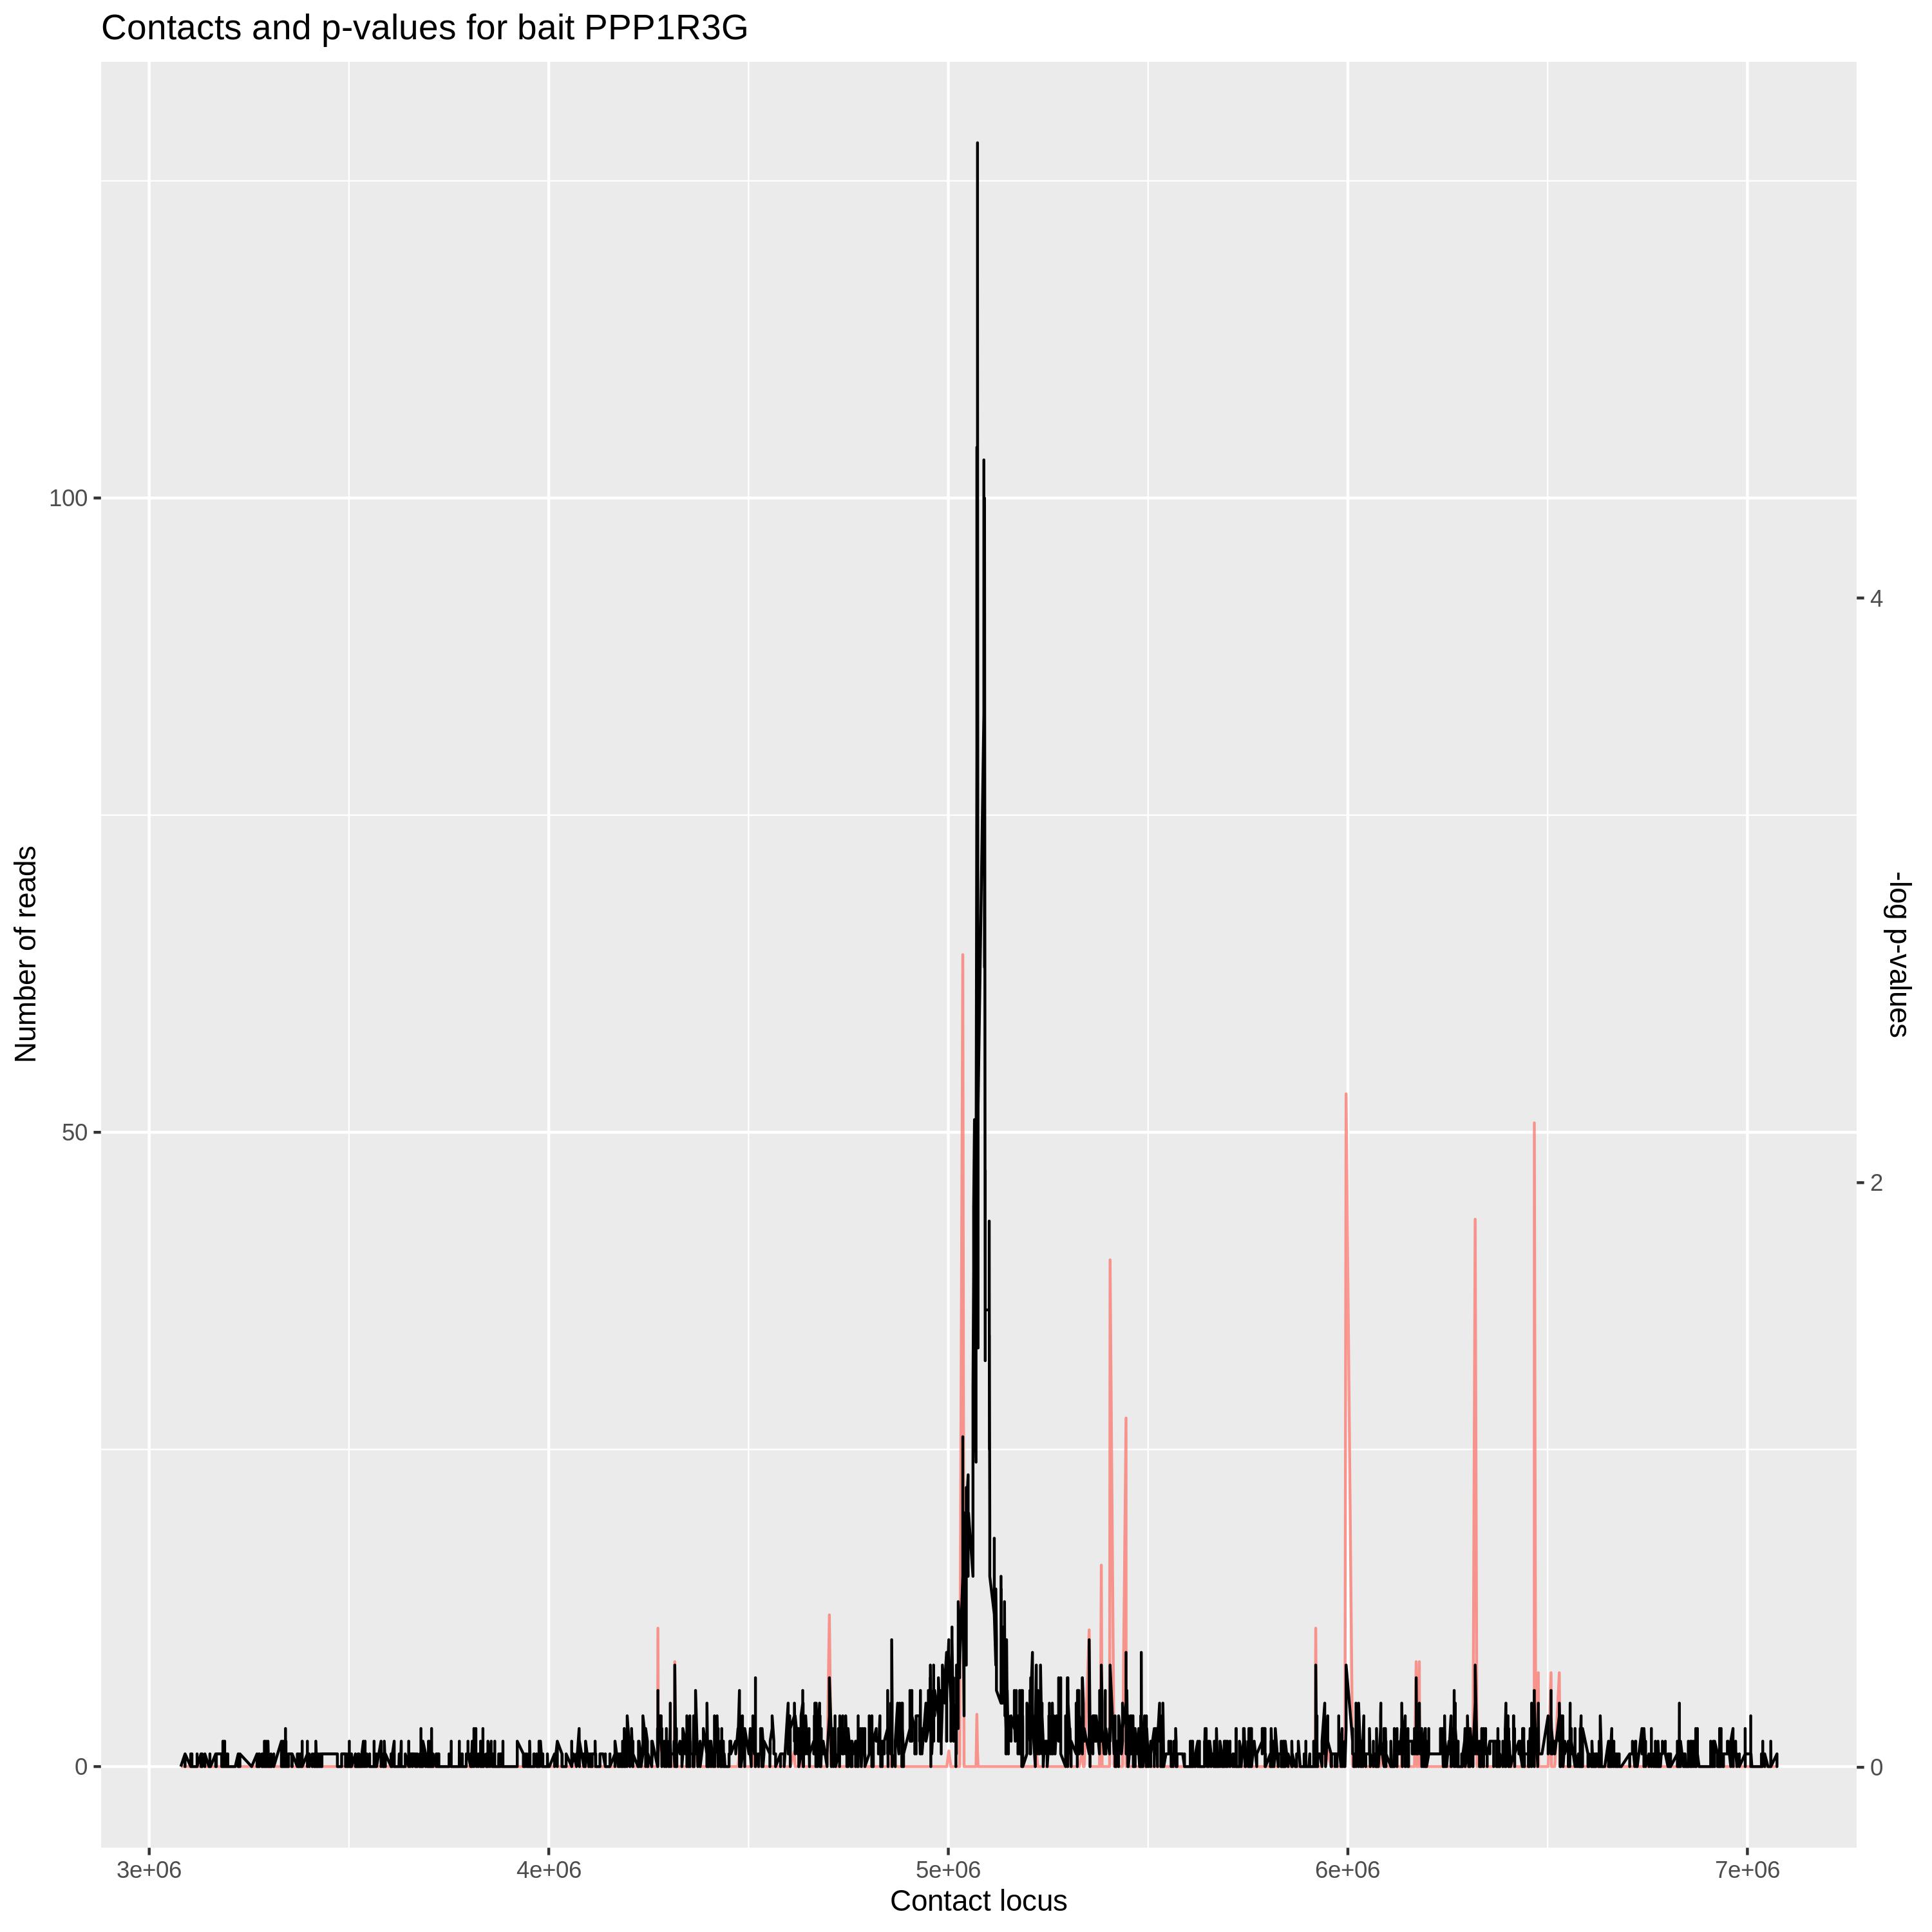 Contacts and p-values for bait PPP1R3G
Number of reads
100
50
0
4
2
0
-log p-values
3e+06
4e+06
5e+06
6e+06
7e+06
Contact locus